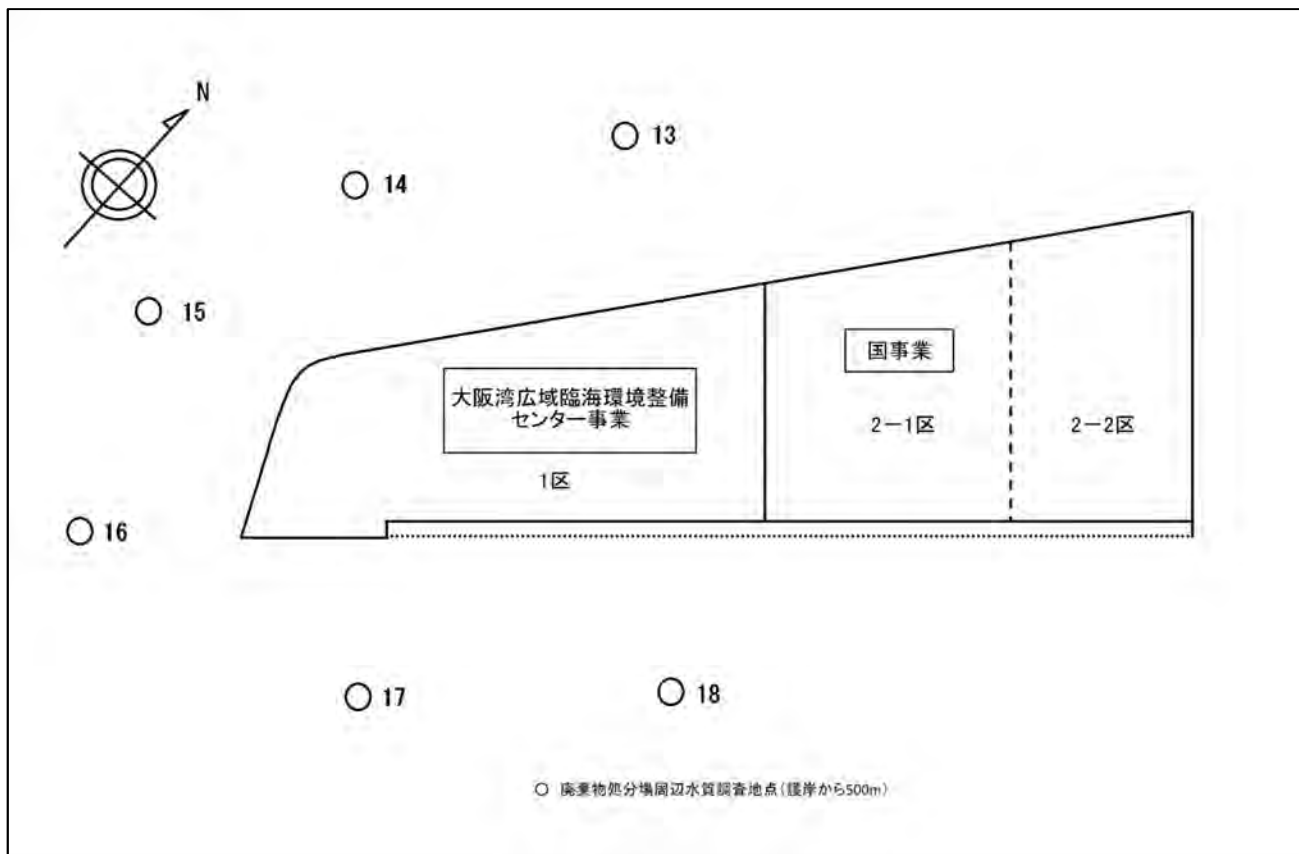 N
13
14
15
国事業
大阪湾広域臨海環境整備
センター事業
2-1区
2-2区
1区
16
17
18
○ 廃棄物処分場周辺水質調査地点(護岸から500m)